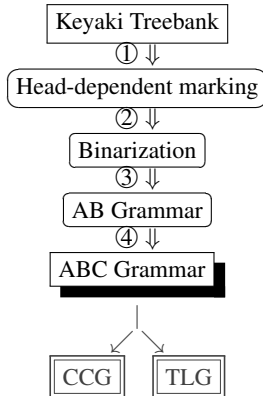 Keyaki Treebank
① ⇓
Head-dependent marking
② ⇓
Binarization
③ ⇓
AB Grammar
④ ⇓
ABC Grammar
CCG TLG